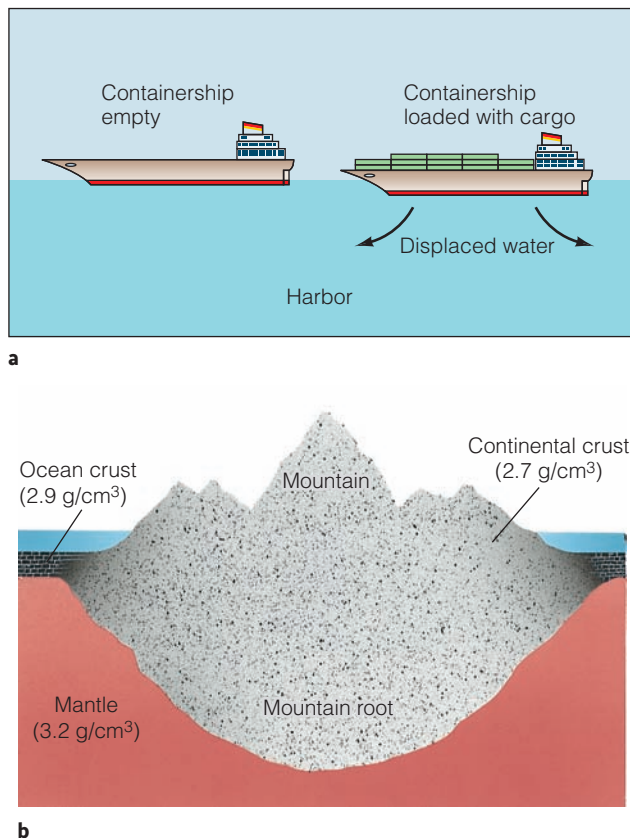 Containership
empty
Containership
loaded with cargo
Displaced water
Harbor
a
Ocean crust
(2.9 g/cm³)
Mountain
Continental crust
(2.7 g/cm³)
Mantle
(3.2 g/cm³)
Mountain root
b